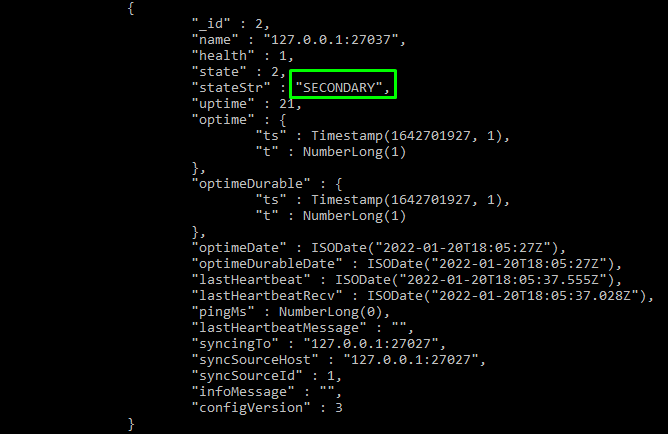 {
"_id" : 2,
"name" : "127.0.0.1:27037",
"health" : 1,
"state" : 2,
"stateStr" : "SECONDARY",
"uptime" : 21,
"optime" : {
"ts" : Timestamp(1642701927, 1),
"t" : NumberLong(1)
},
"optimeDurable" : {
"ts" : Timestamp(1642701927, 1),
"t" : NumberLong(1)
},
"optimeDate" : ISODate("2022-01-20T18:05:27Z"),
"optimeDurableDate" : ISODate("2022-01-20T18:05:27Z"),
"lastHeartbeat" : ISODate("2022-01-20T18:05:37.555Z"),
"lastHeartbeatRecv" : ISODate("2022-01-20T18:05:37.028Z"),
"pingMs" : NumberLong(0),
"lastHeartbeatMessage" : "",
"syncingTo" : "127.0.0.1:27027",
"syncSourceHost" : "127.0.0.1:27027",
"syncSourceId" : 1,
"infoMessage" : "",
"configVersion" : 3
}